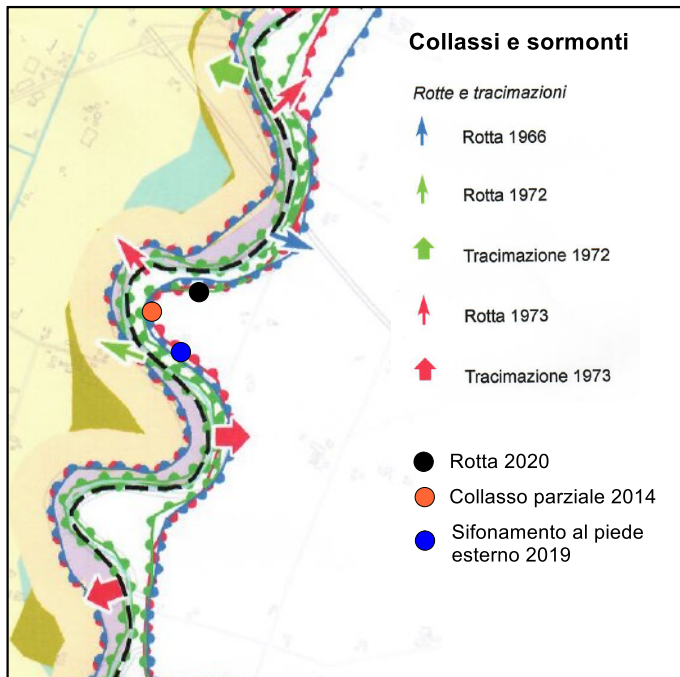 Collassi e sormonti
Rotte e tracimazioni
Rotta 1966
Rotta 1972
Tracimazione 1972
Rotta 1973
Tracimazione 1973
Rotta 2020
Collasso parziale 2014
Sifonamento al piede
esterno 2019